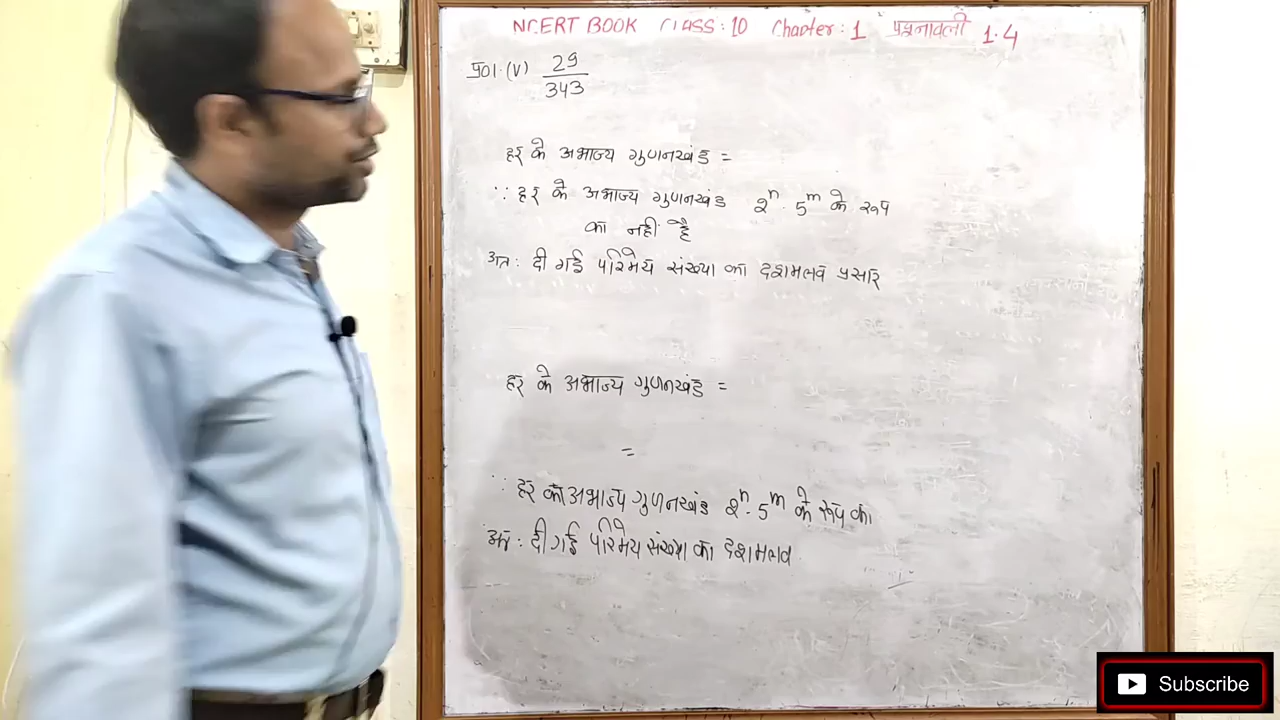 NCERT BOOK CLASS: 10 Chapter: 1 प्रश्नावली 1.4
प्र01.(V) 29
343
हर के अभाज्य गुणनखंड =
∵ हर के अभाज्य गुणनखंड 2ⁿ. 5ᵐ के रूप
का नहीं है
अत: दी गई परिमेय संख्या का दशमलव प्रसार
हर के अभाज्य गुणनखंड =
=
∵ हर का अभाज्य गुणनखंड 2ⁿ. 5ᵐ के रूप का
अत: दी गई परिमेय संख्या का दशमलव
Subscribe